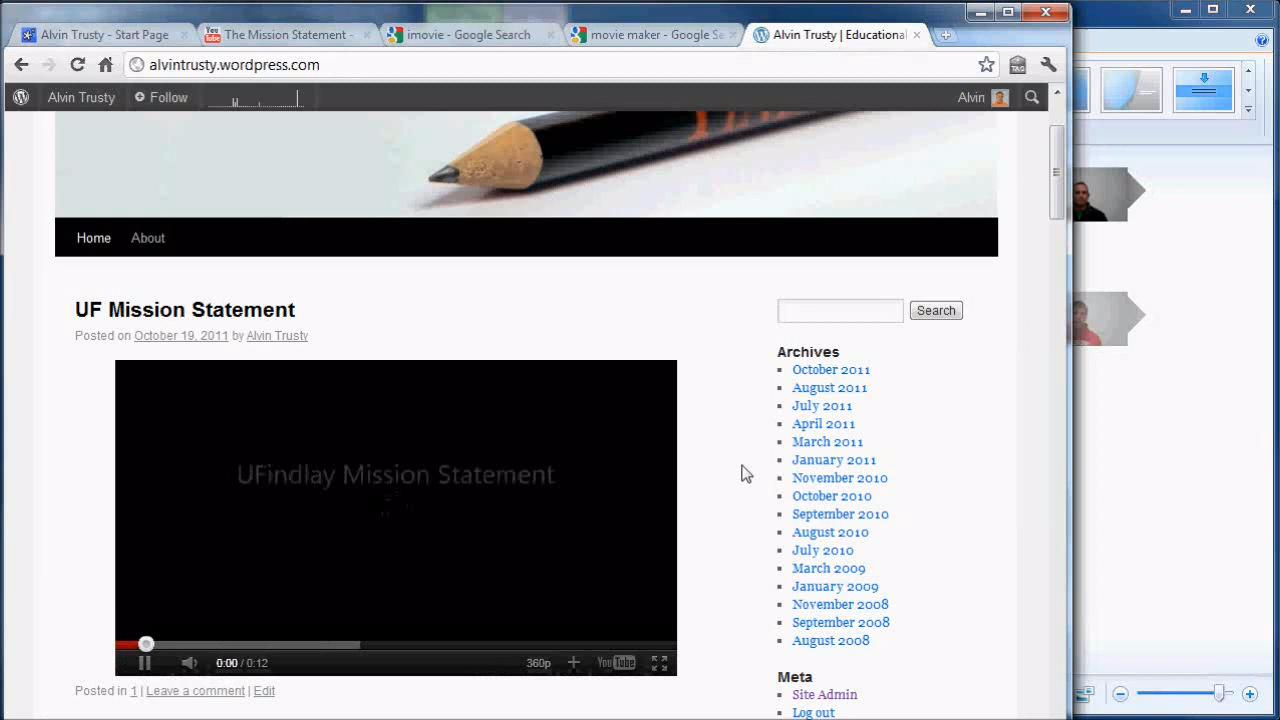 Alvin Trusty - Start Page
The Mission Statement -
imovie - Google Search
movie maker - Google Se
Alvin Trusty | Educational
alvintrusty.wordpress.com
TAG
Alvin Trusty
Follow
Alvin
Home
About
UF Mission Statement
Posted on October 19, 2011 by Alvin Trusty
UFindlay Mission Statement
0:00 / 0:12
360p
YouTube
Posted in 1 | Leave a comment | Edit
Search
Archives
October 2011
August 2011
July 2011
April 2011
March 2011
January 2011
November 2010
October 2010
September 2010
August 2010
July 2010
March 2009
January 2009
November 2008
September 2008
August 2008
Meta
Site Admin
Log out